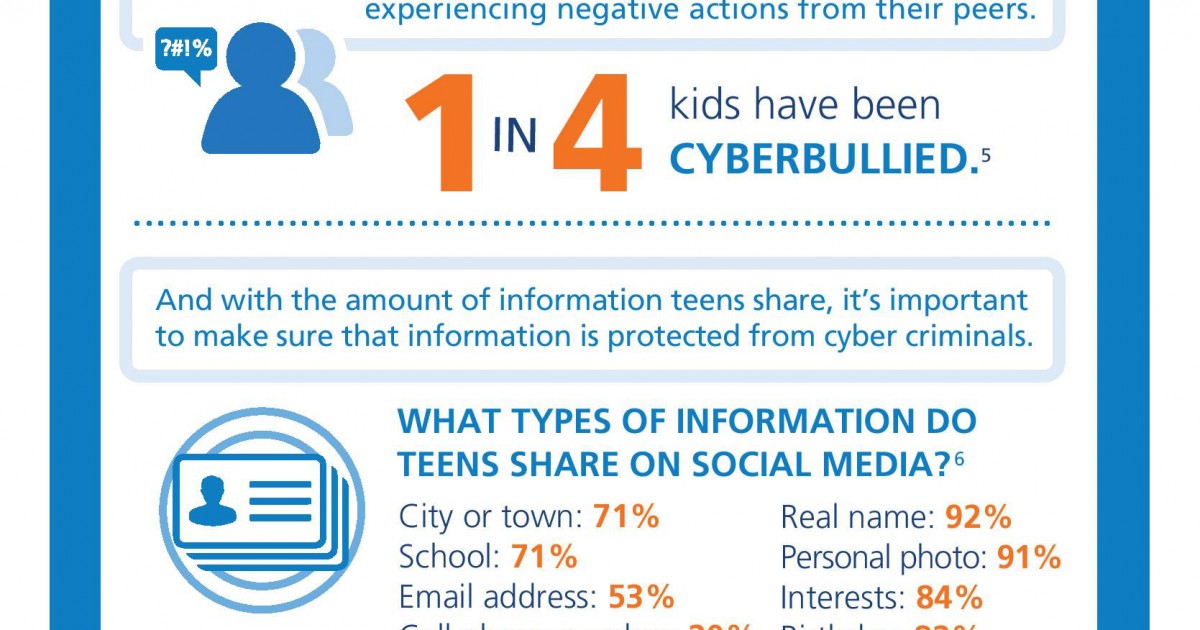 experiencing negative actions from their peers.
?#!%
1 IN 4
kids have been
CYBERBULLIED.5
And with the amount of information teens share, it's important
to make sure that information is protected from cyber criminals.
WHAT TYPES OF INFORMATION DO
TEENS SHARE ON SOCIAL MEDIA?6
City or town: 71%
School: 71%
Email address: 53%
Real name: 92%
Personal photo: 91%
Interests: 84%